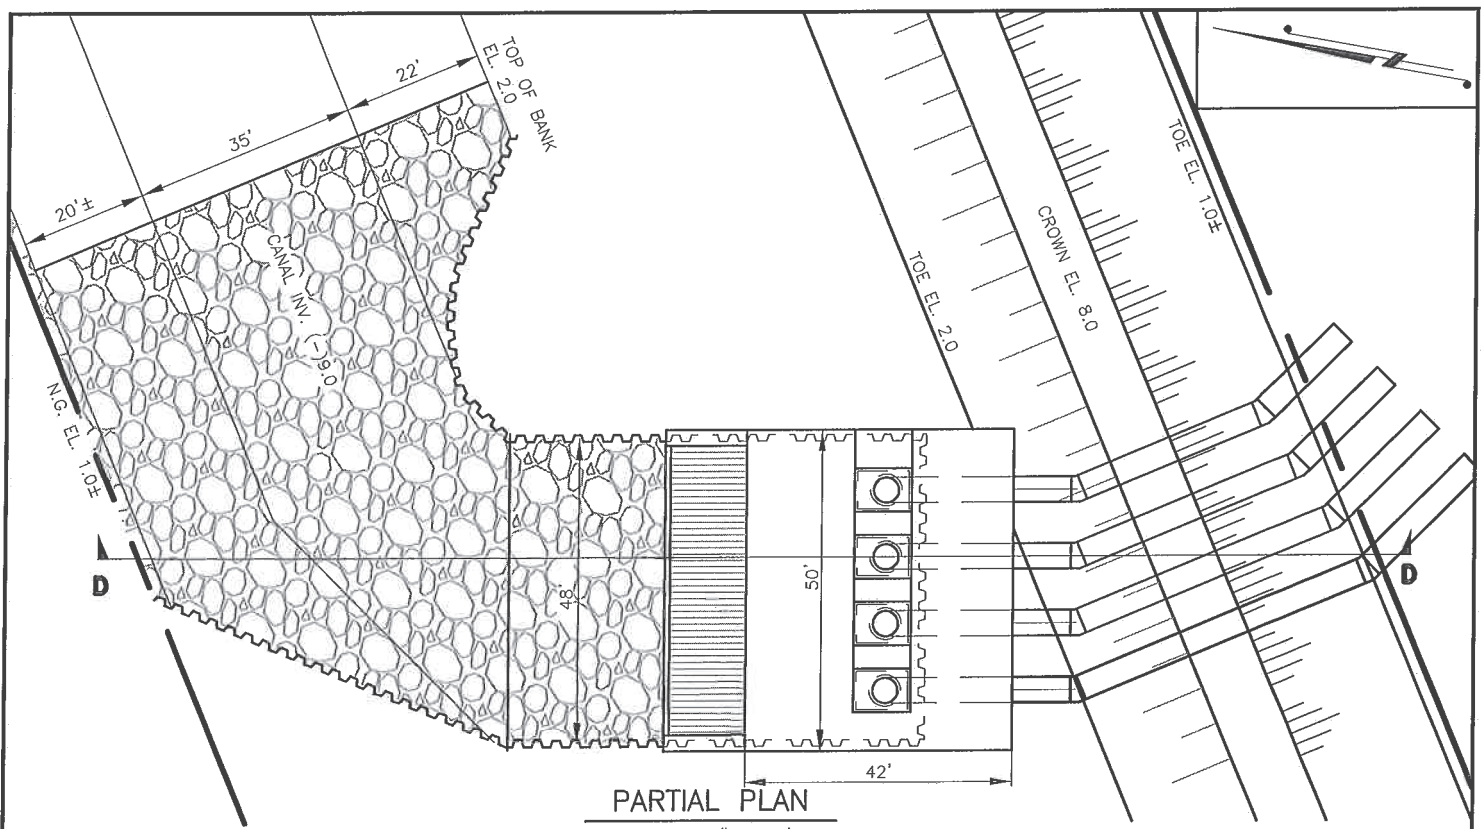 TOP OF BANK
EL. 2.0
22'
35'
20'±
CANAL INV. (-)9.0
N.G. EL. 1.0±
TOE EL. 2.0
CROWN EL. 8.0
TOE EL. 1.0±
D
48'
50'
D
42'
PARTIAL PLAN